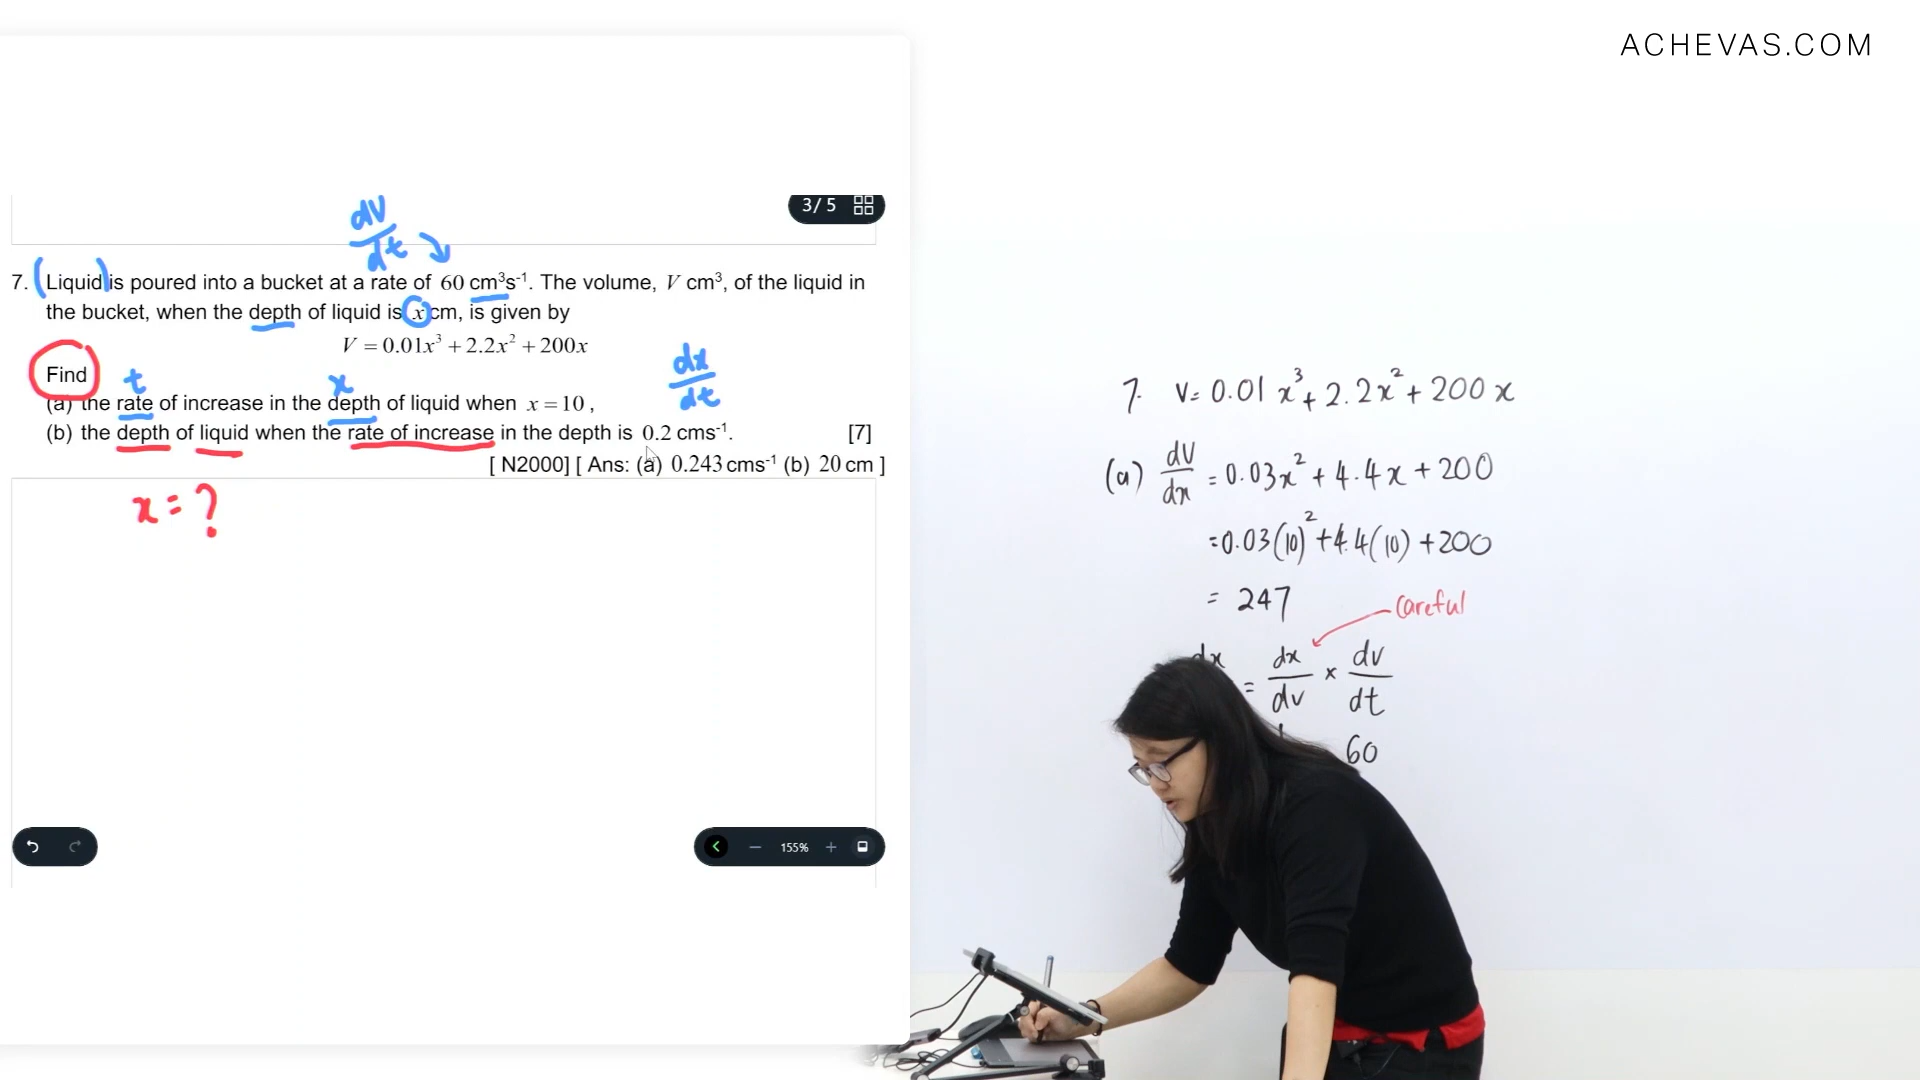 ACHEVAS.COM
3/ 5
dV
dt
7. Liquid is poured into a bucket at a rate of 60 cm³s⁻¹. The volume, V cm³, of the liquid in
the bucket, when the depth of liquid is x cm, is given by
V = 0.01x³ + 2.2x² + 200x
dx
dt
Find
t
x
(a) the rate of increase in the depth of liquid when x = 10 ,
(b) the depth of liquid when the rate of increase in the depth is 0.2 cms⁻¹. [7]
[ N2000] [ Ans: (a) 0.243 cms⁻¹ (b) 20 cm ]
x = ?
155%
7. V = 0.01 x³ + 2.2x² + 200 x
(a) dV/dx = 0.03x² + 4.4x + 200
= 0.03(10)² + 4.4(10) + 200
= 247
careful
dx = dx/dv × dv/dt
60